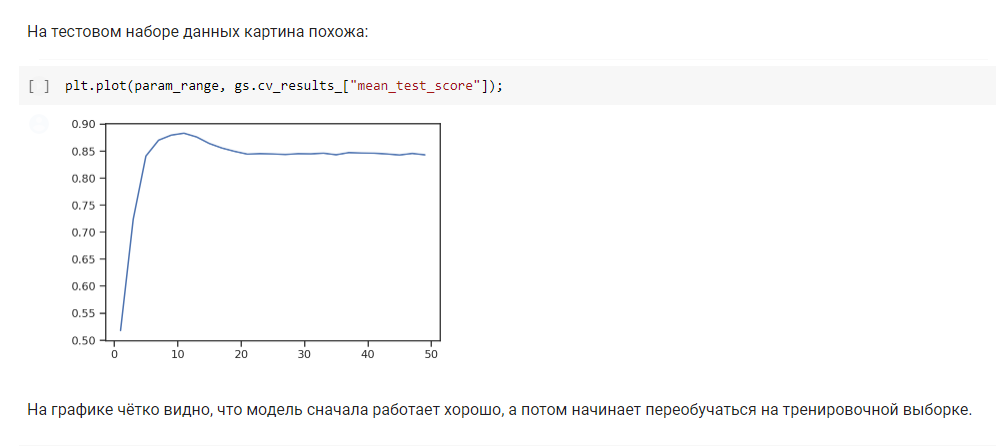 На тестовом наборе данных картина похожа:
[ ] plt.plot(param_range, gs.cv_results_["mean_test_score"]);
0.90
0.85
0.80
0.75
0.70
0.65
0.60
0.55
0.50
0 10 20 30 40 50
На графике чётко видно, что модель сначала работает хорошо, а потом начинает переобучаться на тренировочной выборке.